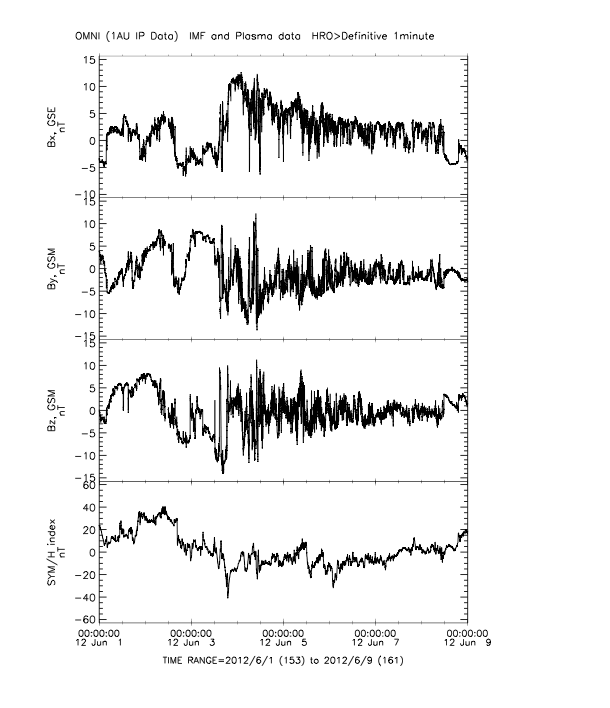 OMNI (1AU IP Data) IMF and Plasma data HRO>Definitive 1minute
15
10
5
0
-5
-10
Bx, GSE
nT
15
10
5
0
-5
-10
-15
By, GSM
nT
15
10
5
0
-5
-10
-15
Bz, GSM
nT
60
40
20
0
-20
-40
-60
SYM/H index
nT
00:00:00 00:00:00 00:00:00 00:00:00 00:00:00
12 Jun 1 12 Jun 3 12 Jun 5 12 Jun 7 12 Jun 9
TIME RANGE=2012/6/1 (153) to 2012/6/9 (161)